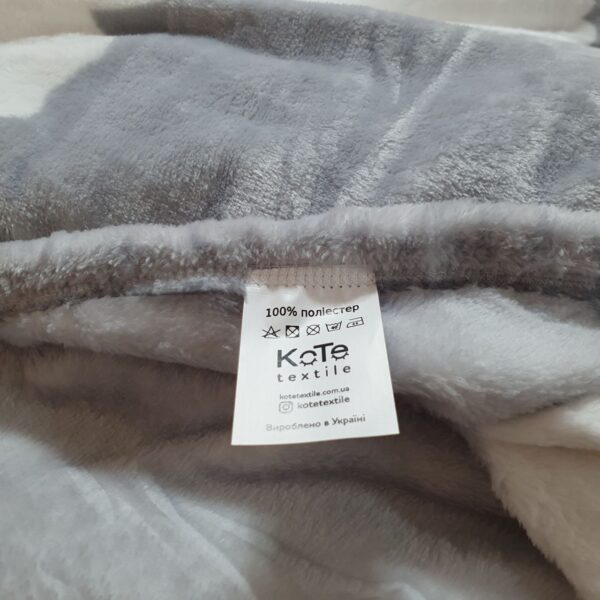 100% поліестер
KoTe
textile
kotetextile.com.ua
kotetextile
Вироблено в Україні